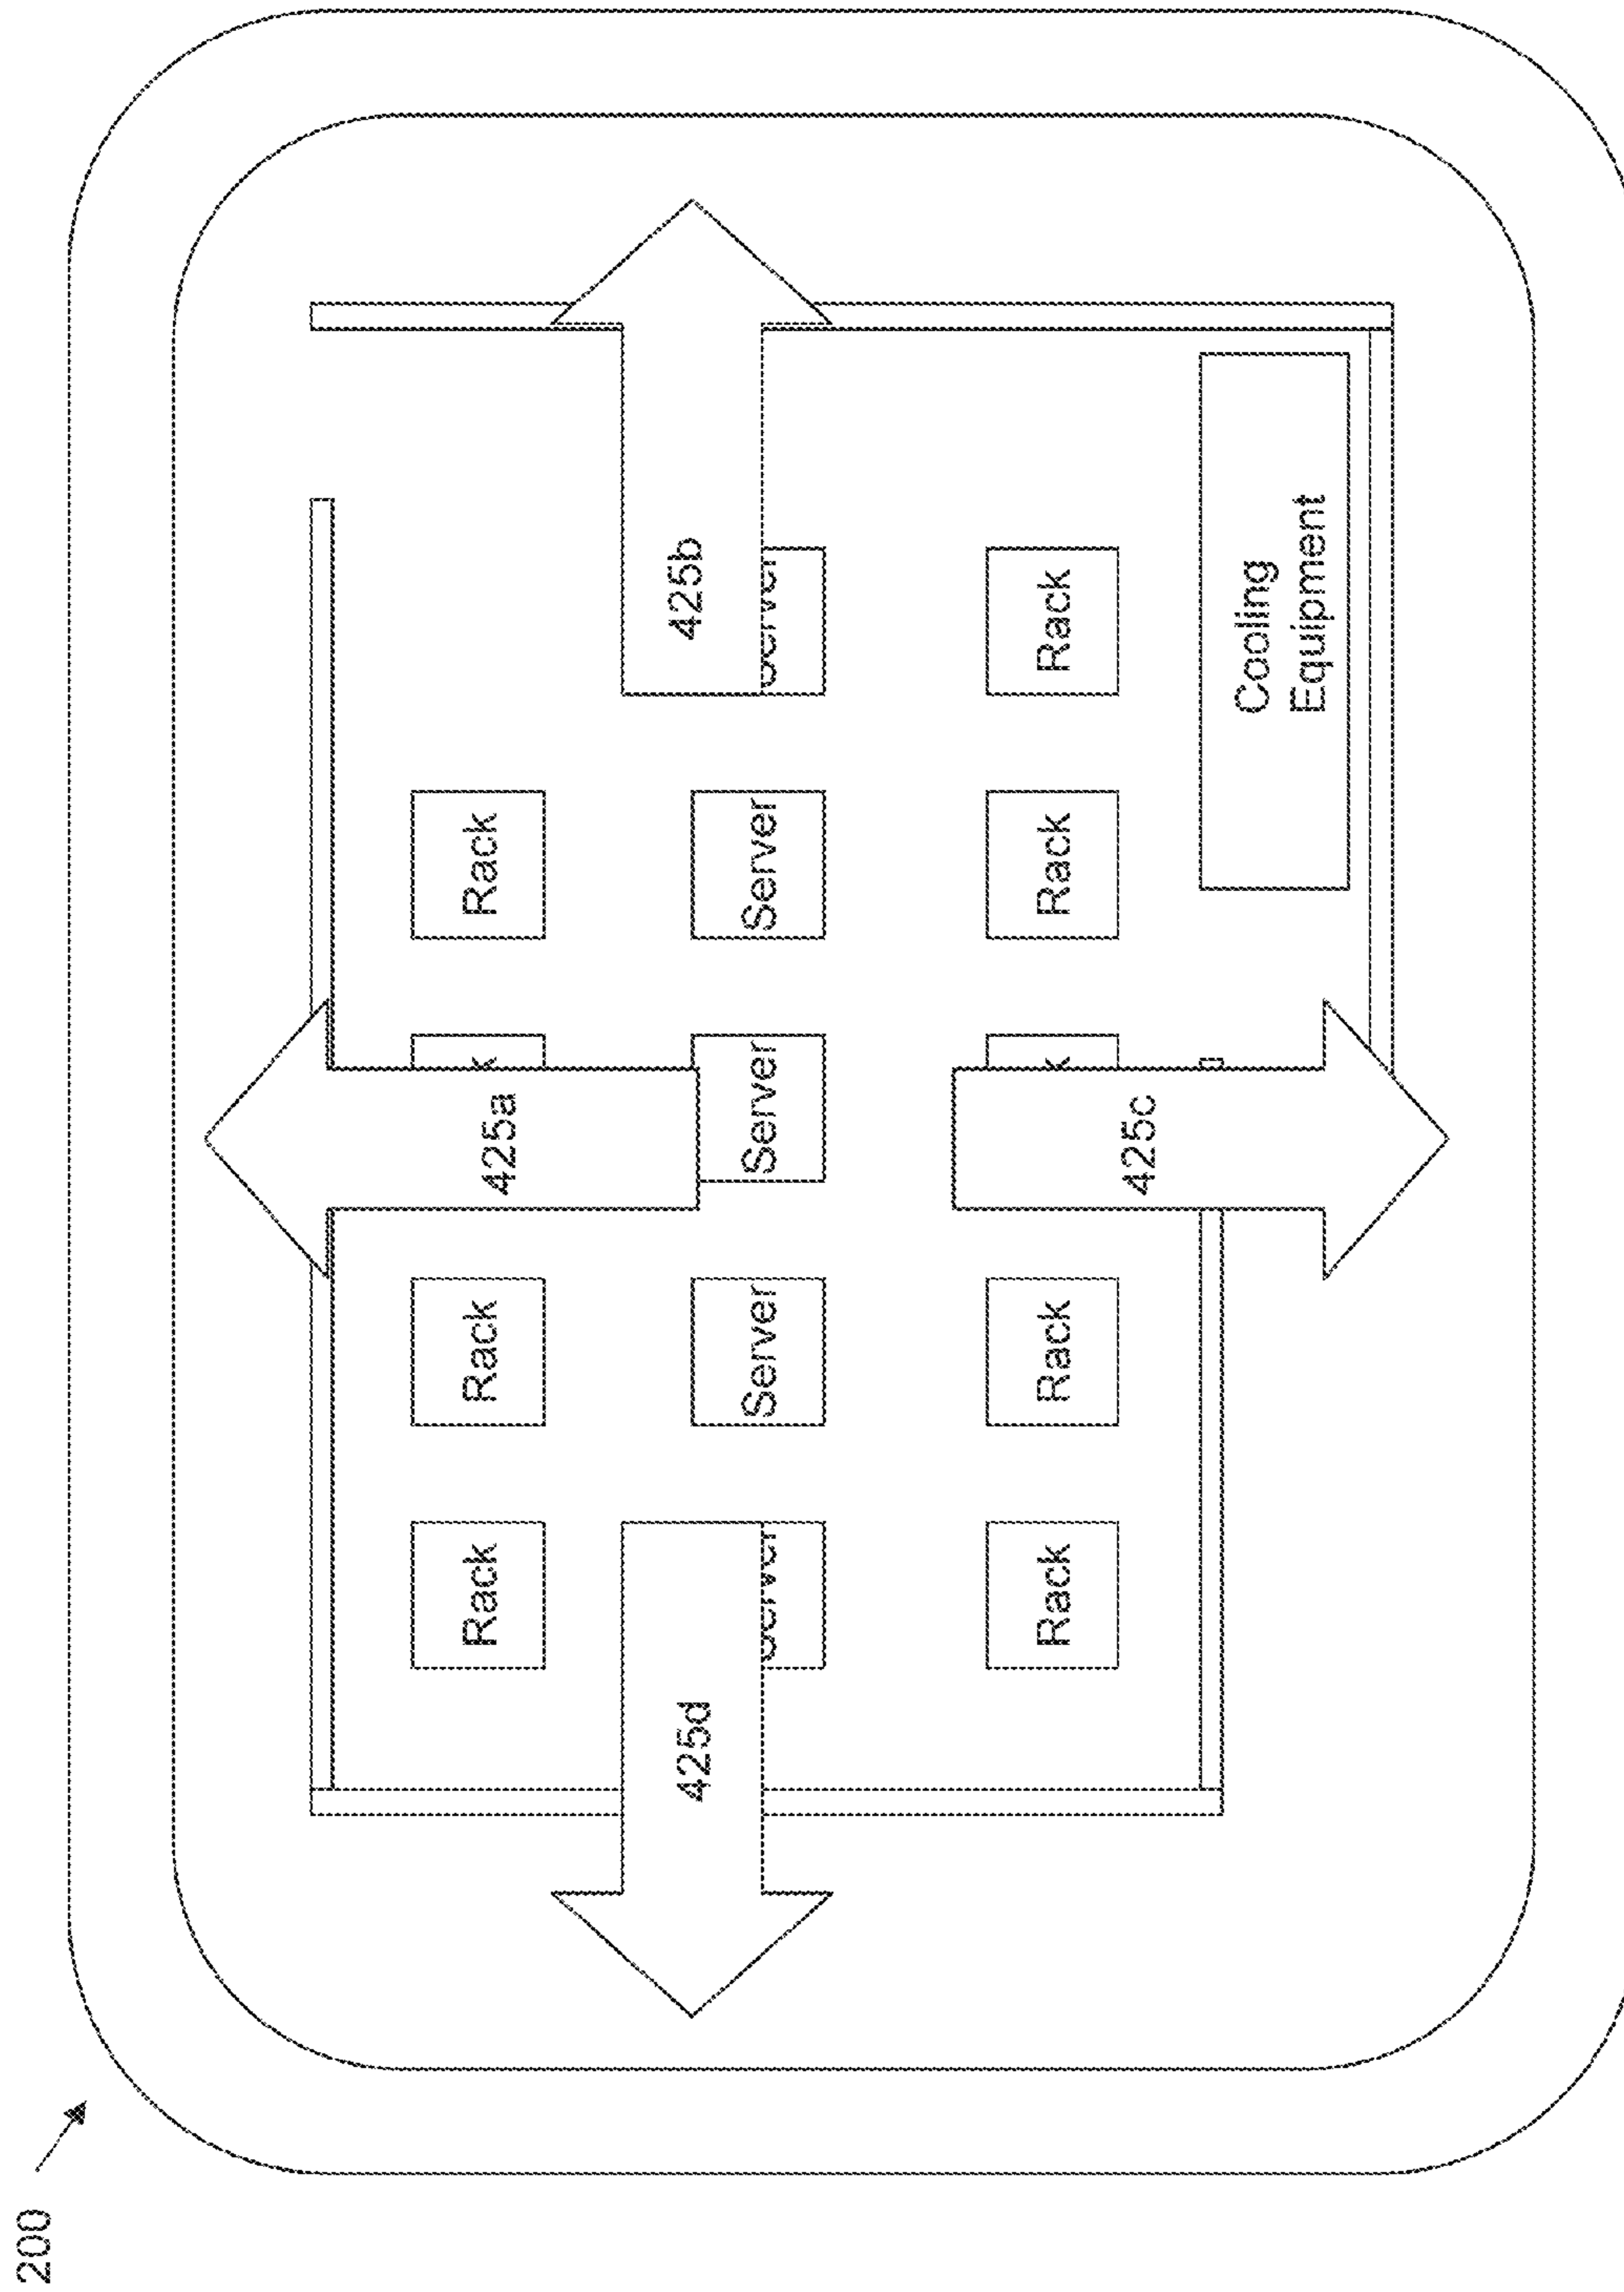 200
Rack
Rack
425a
Rack
425d
425b
Server
Server
Server
Rack
Rack
Rack
Rack
425c
Cooling
Equipment